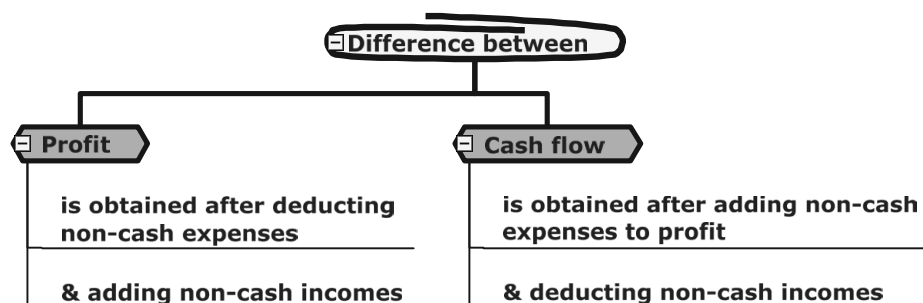 Difference between
Profit
Cash flow
is obtained after deducting
non-cash expenses
& adding non-cash incomes
is obtained after adding non-cash
expenses to profit
& deducting non-cash incomes